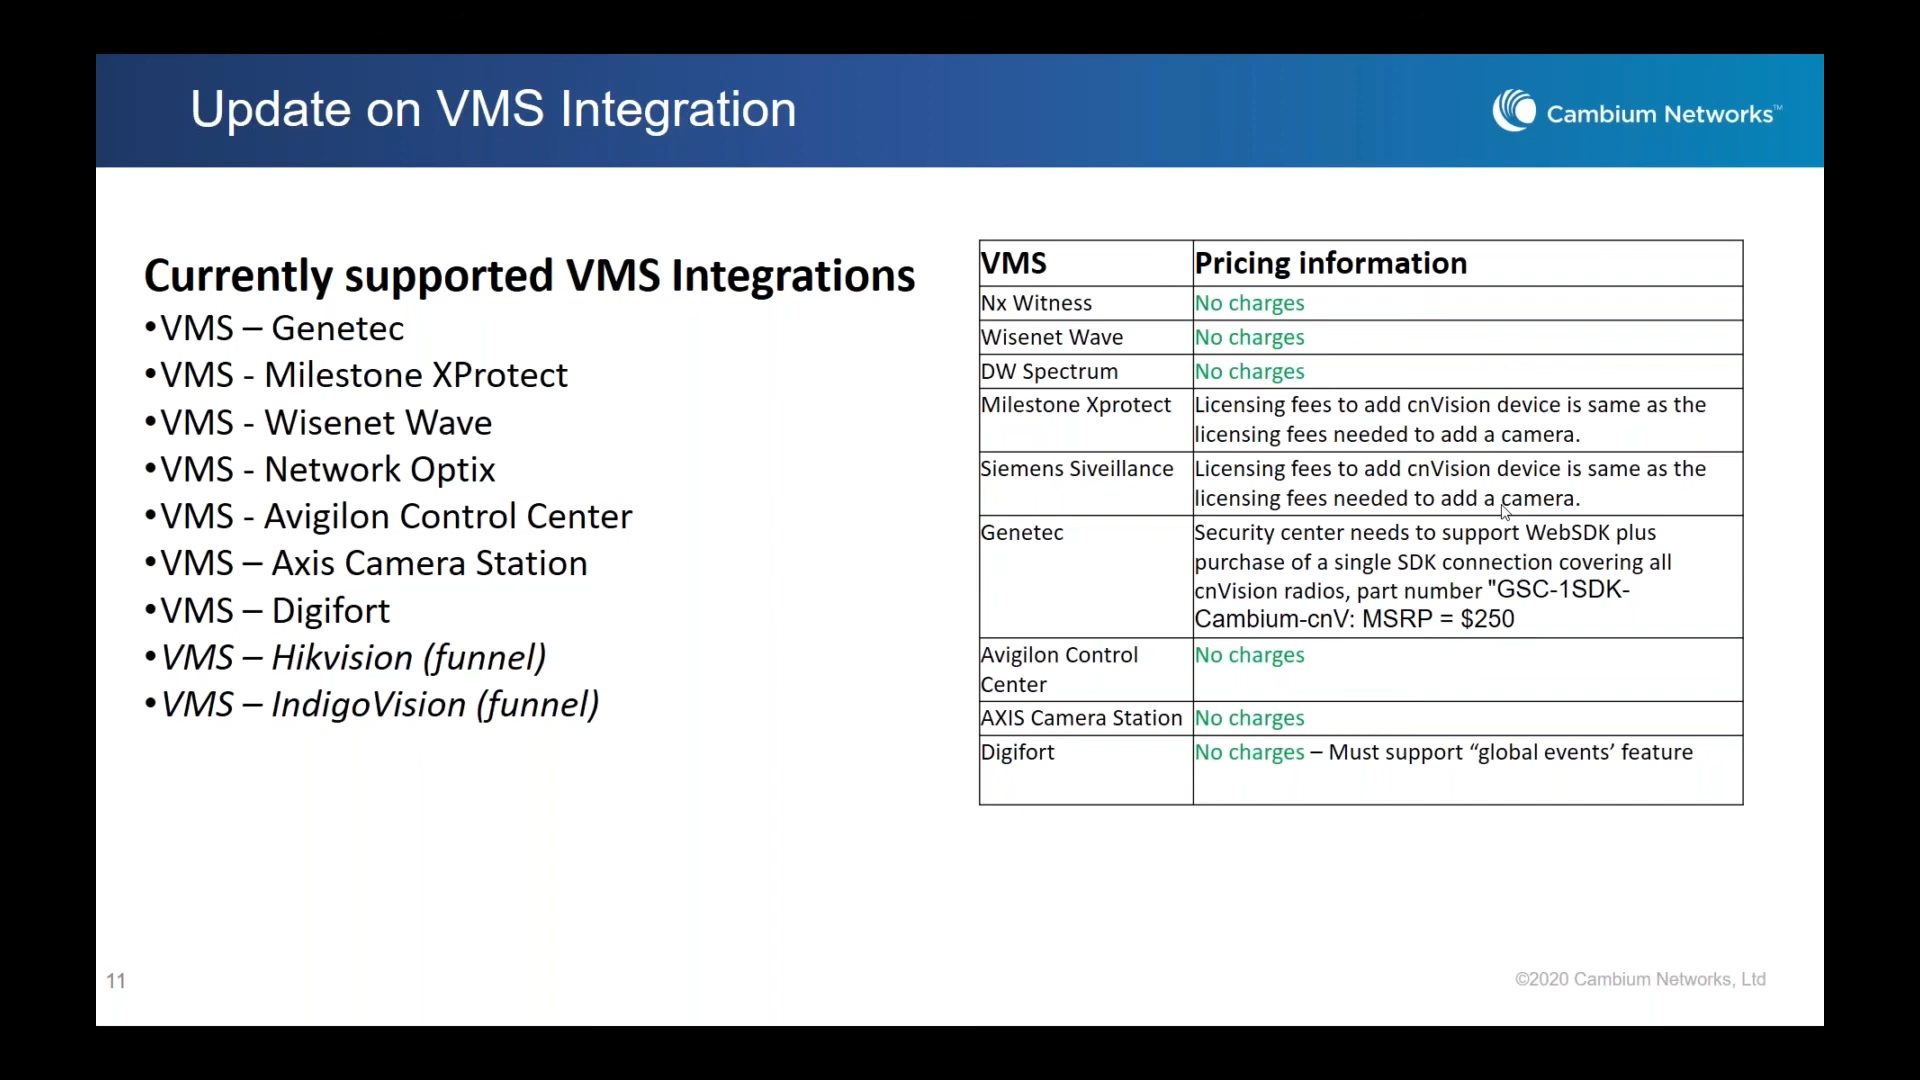 Update on VMS Integration
Cambium Networks™
Currently supported VMS Integrations
•VMS – Genetec
•VMS - Milestone XProtect
•VMS - Wisenet Wave
•VMS - Network Optix
•VMS - Avigilon Control Center
•VMS – Axis Camera Station
•VMS – Digifort
•VMS – Hikvision (funnel)
•VMS – IndigoVision (funnel)
VMS Pricing information
Nx Witness No charges
Wisenet Wave No charges
DW Spectrum No charges
Milestone Xprotect Licensing fees to add cnVision device is same as the
licensing fees needed to add a camera.
Siemens Siveillance Licensing fees to add cnVision device is same as the
licensing fees needed to add a camera.
Genetec Security center needs to support WebSDK plus
purchase of a single SDK connection covering all
cnVision radios, part number "GSC-1SDK-
Cambium-cnV: MSRP = $250
Avigilon Control No charges
Center
AXIS Camera Station No charges
Digifort No charges – Must support “global events’ feature
11
©2020 Cambium Networks, Ltd